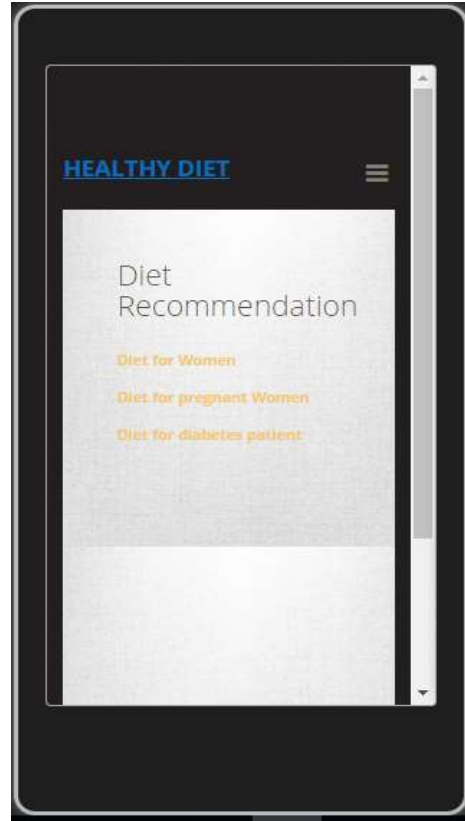 HEALTHY DIET
Diet
Recommendation
Diet for Women
Diet for pregnant Women
Diet for diabetes patient